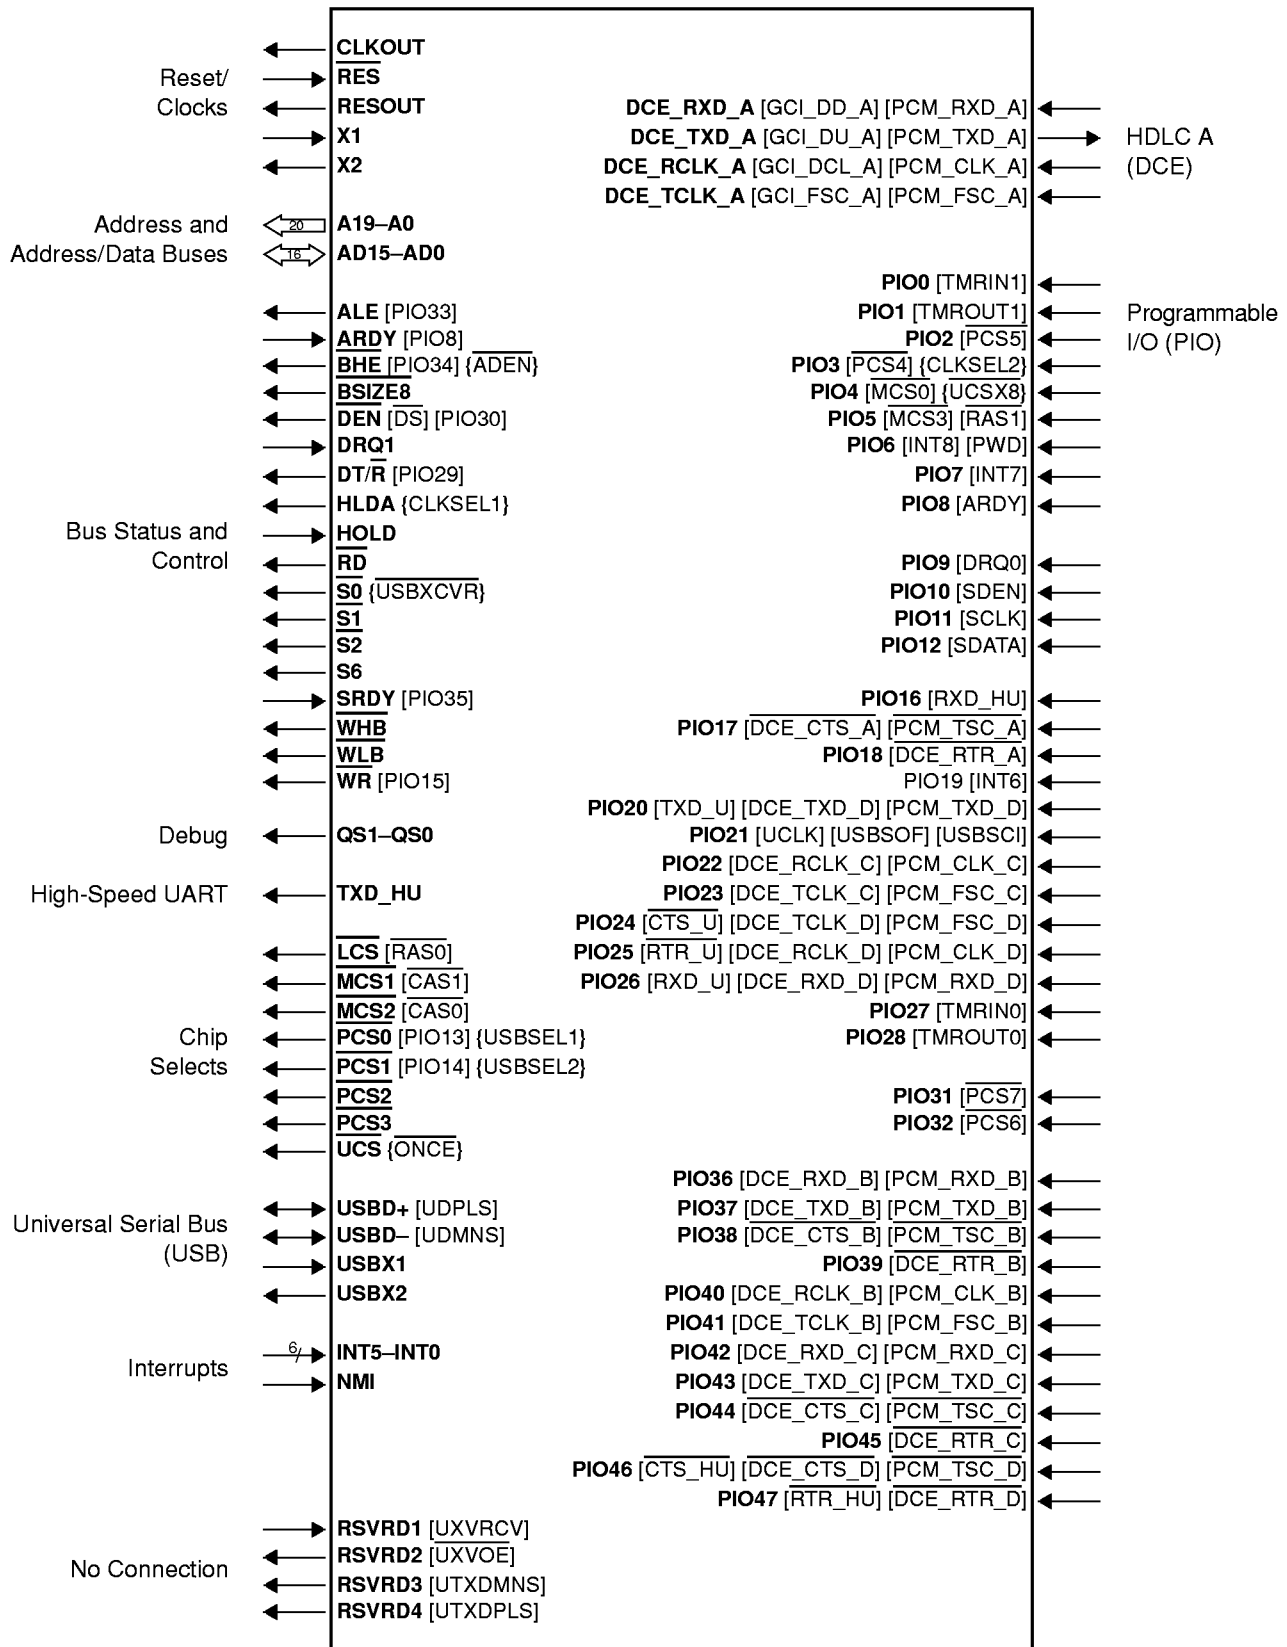 CLKOUT
Reset/ RES
Clocks RESOUT DCE_RXD_A [GCI_DD_A] [PCM_RXD_A]
X1 DCE_TXD_A [GCI_DU_A] [PCM_TXD_A] HDLC A
X2 DCE_RCLK_A [GCI_DCL_A] [PCM_CLK_A] (DCE)
DCE_TCLK_A [GCI_FSC_A] [PCM_FSC_A]
Address and 20 A19–A0
Address/Data Buses 16 AD15–AD0
PIO0 [TMRIN1]
ALE [PIO33] PIO1 [TMROUT1] Programmable
ARDY [PIO8] PIO2 [PCS5] I/O (PIO)
BHE [PIO34] {ADEN} PIO3 [PCS4] {CLKSEL2}
BSIZE8 PIO4 [MCS0] {UCSX8}
DEN [DS] [PIO30] PIO5 [MCS3] [RAS1]
DRQ1 PIO6 [INT8] [PWD]
DT/R [PIO29] PIO7 [INT7]
HLDA {CLKSEL1} PIO8 [ARDY]
Bus Status and HOLD
Control RD PIO9 [DRQ0]
S0 {USBXCVR} PIO10 [SDEN]
S1 PIO11 [SCLK]
S2 PIO12 [SDATA]
S6
SRDY [PIO35] PIO16 [RXD_HU]
WHB PIO17 [DCE_CTS_A] [PCM_TSC_A]
WLB PIO18 [DCE_RTR_A]
WR [PIO15] PIO19 [INT6]
PIO20 [TXD_U] [DCE_TXD_D] [PCM_TXD_D]
Debug QS1–QS0 PIO21 [UCLK] [USBSOF] [USBSCI]
PIO22 [DCE_RCLK_C] [PCM_CLK_C]
High-Speed UART TXD_HU PIO23 [DCE_TCLK_C] [PCM_FSC_C]
PIO24 [CTS_U] [DCE_TCLK_D] [PCM_FSC_D]
LCS [RAS0] PIO25 [RTR_U] [DCE_RCLK_D] [PCM_CLK_D]
MCS1 [CAS1] PIO26 [RXD_U] [DCE_RXD_D] [PCM_RXD_D]
MCS2 [CAS0] PIO27 [TMRIN0]
Chip PCS0 [PIO13] {USBSEL1} PIO28 [TMROUT0]
Selects PCS1 [PIO14] {USBSEL2}
PCS2 PIO31 [PCS7]
PCS3 PIO32 [PCS6]
UCS {ONCE}
PIO36 [DCE_RXD_B] [PCM_RXD_B]
Universal Serial Bus USBD+ [UDPLS] PIO37 [DCE_TXD_B] [PCM_TXD_B]
(USB) USBD– [UDMNS] PIO38 [DCE_CTS_B] [PCM_TSC_B]
USBX1 PIO39 [DCE_RTR_B]
USBX2 PIO40 [DCE_RCLK_B] [PCM_CLK_B]
PIO41 [DCE_TCLK_B] [PCM_FSC_B]
Interrupts 6/ INT5–INT0 PIO42 [DCE_RXD_C] [PCM_RXD_C]
NMI PIO43 [DCE_TXD_C] [PCM_TXD_C]
PIO44 [DCE_CTS_C] [PCM_TSC_C]
PIO45 [DCE_RTR_C]
PIO46 [CTS_HU] [DCE_CTS_D] [PCM_TSC_D]
PIO47 [RTR_HU] [DCE_RTR_D]
RSVRD1 [UXVRCV]
No Connection RSVRD2 [UXVOE]
RSVRD3 [UTXDMNS]
RSVRD4 [UTXDPLS]